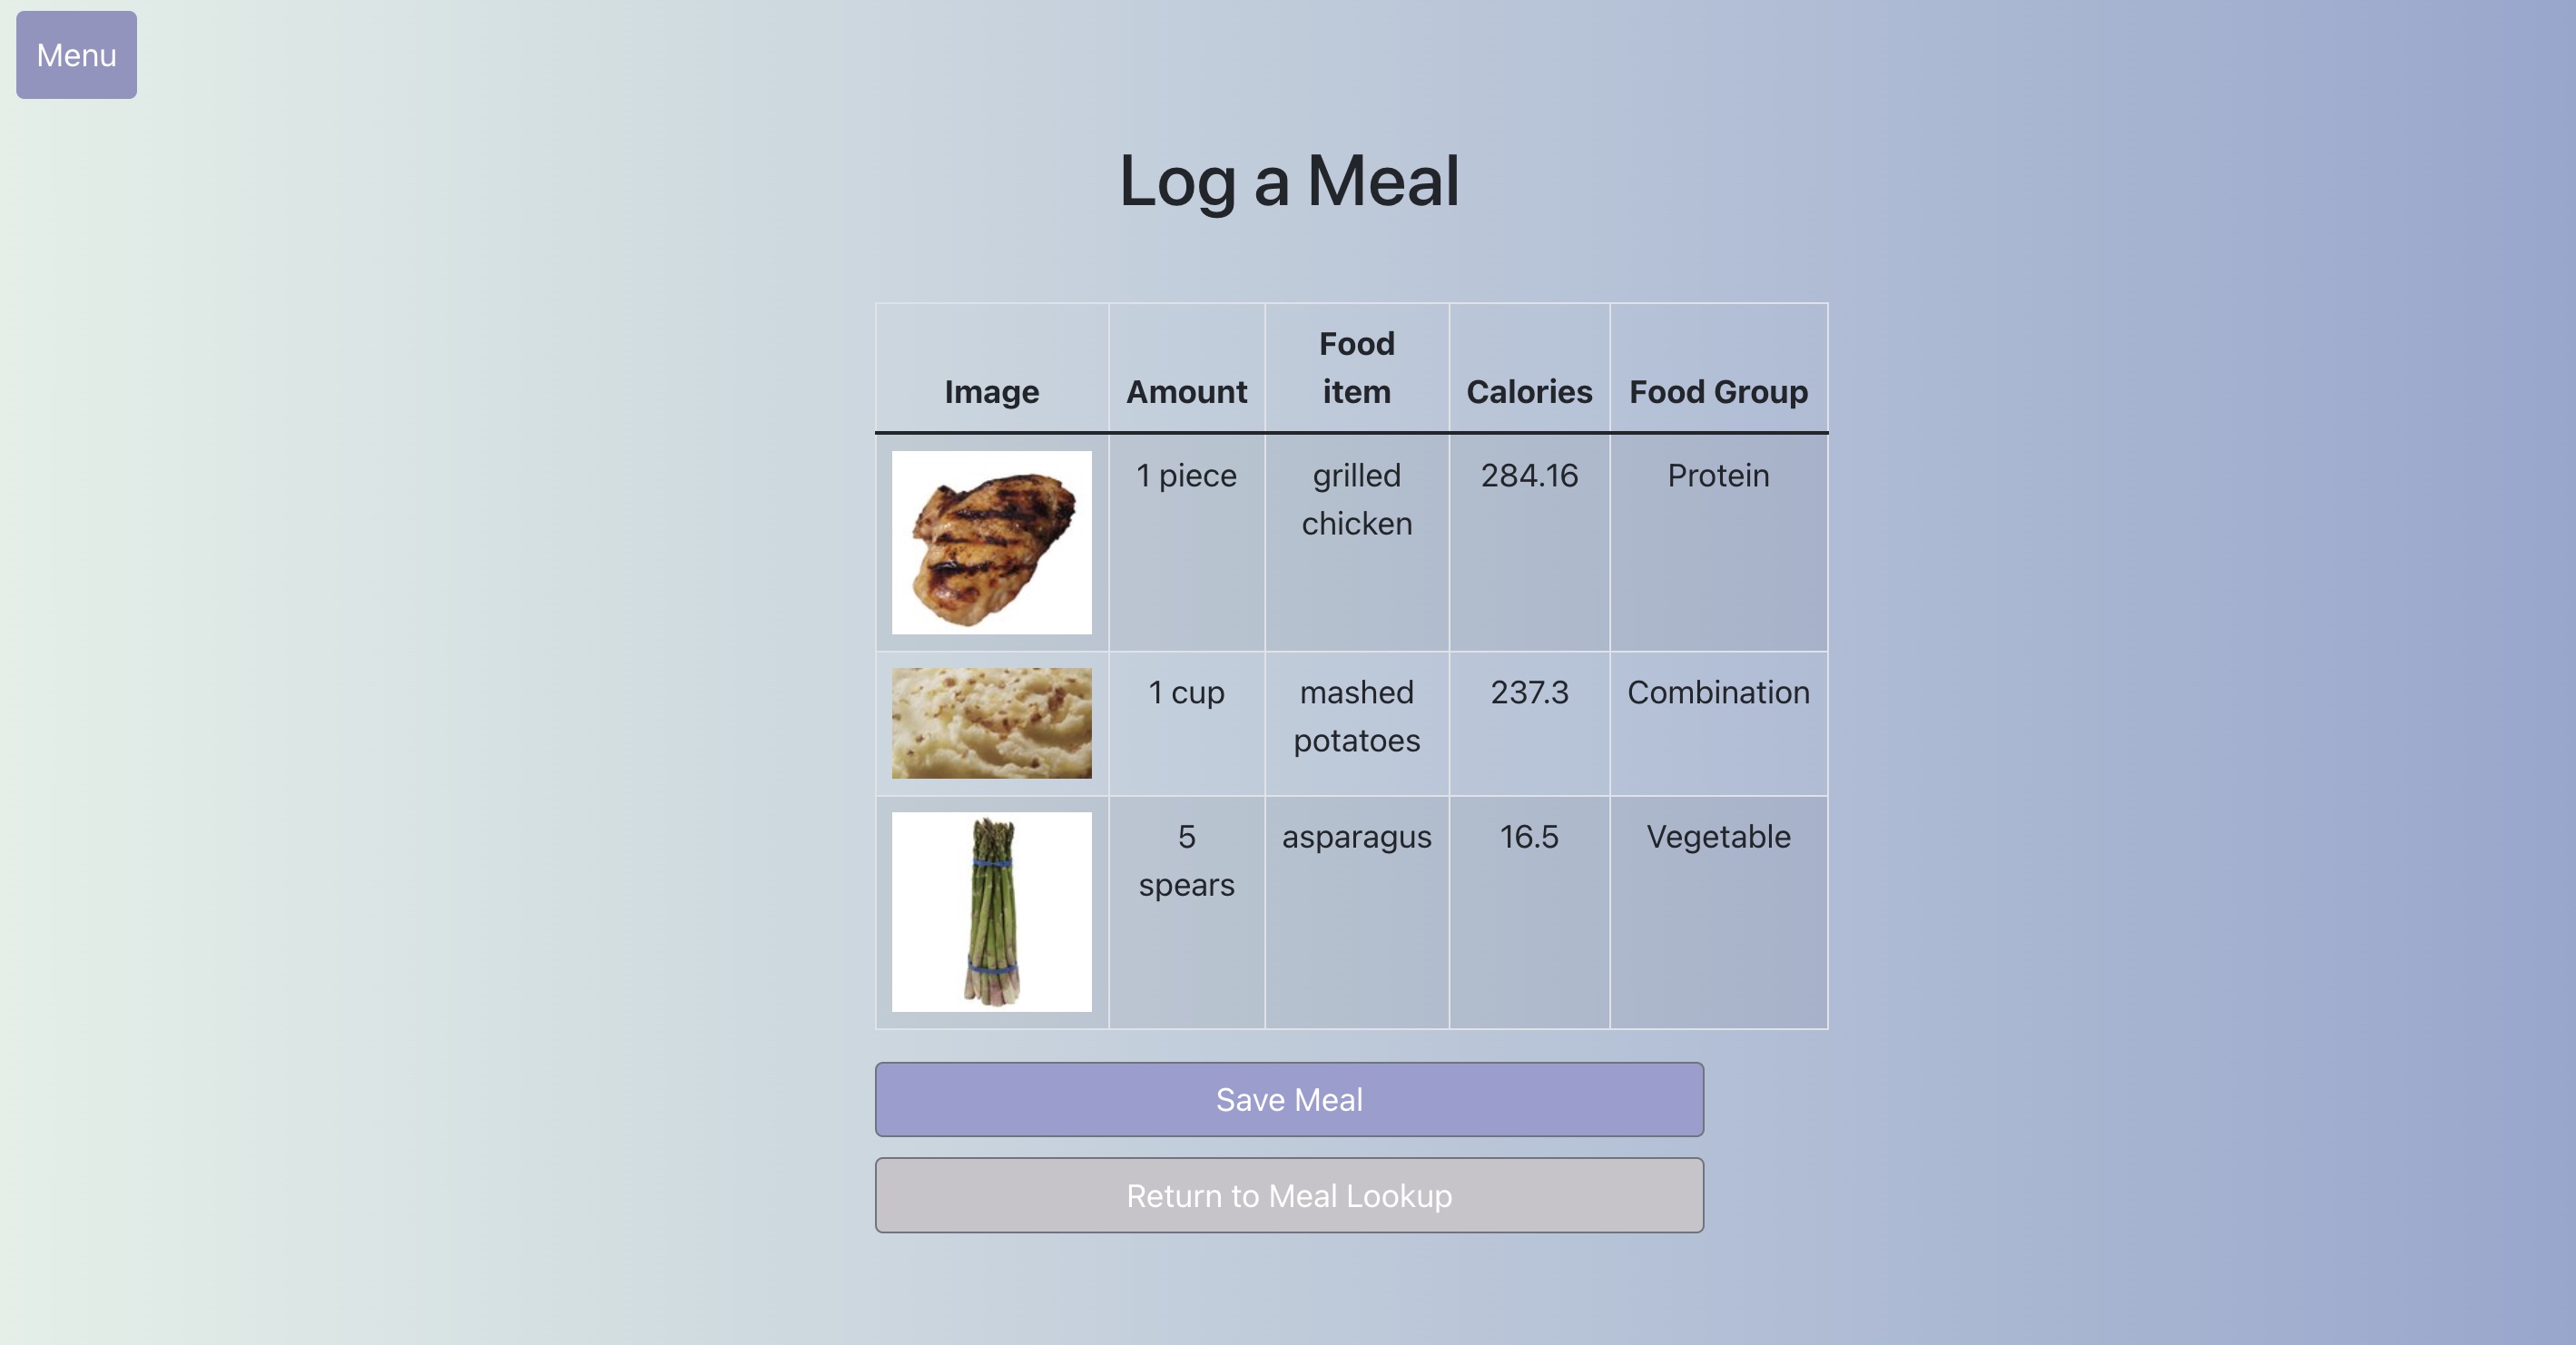 Menu
Log a Meal
Image Amount Food item Calories Food Group
1 piece grilled chicken 284.16 Protein
1 cup mashed potatoes 237.3 Combination
5 spears asparagus 16.5 Vegetable
Save Meal
Return to Meal Lookup